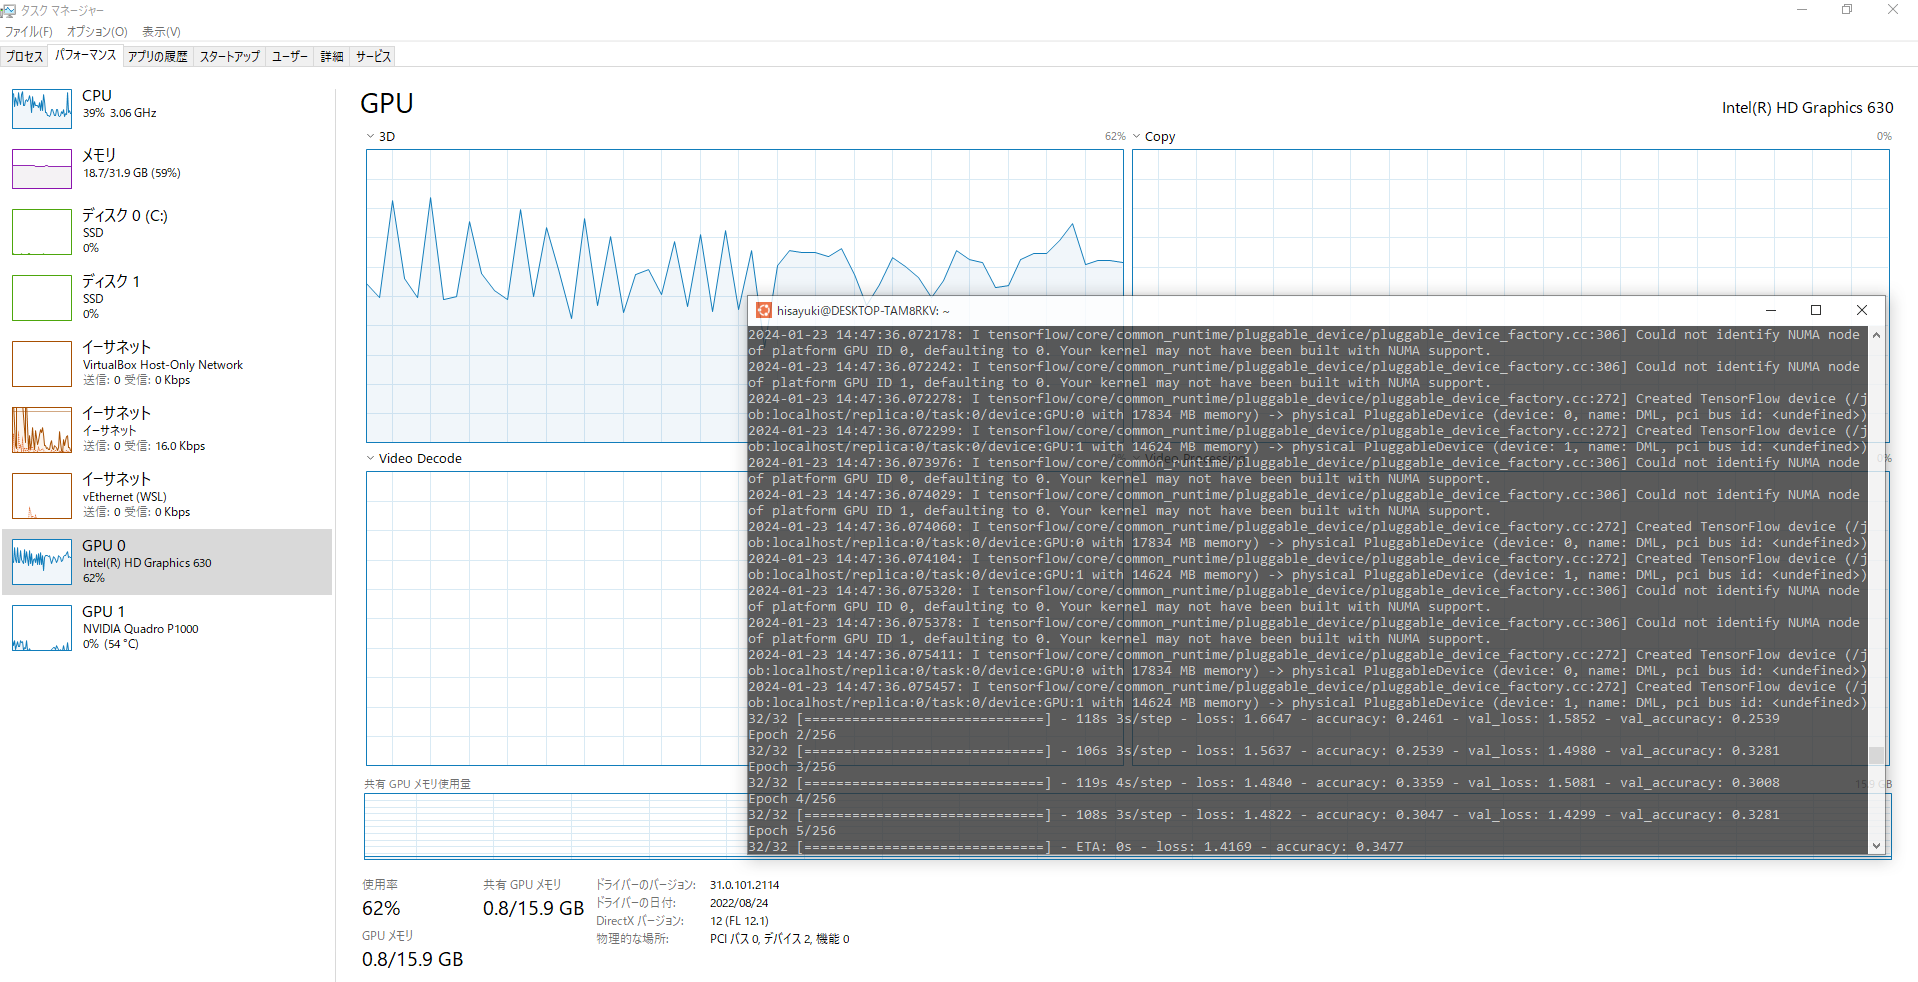 タスク マネージャー
ファイル(F) オプション(O) 表示(V)
プロセス パフォーマンス アプリの履歴 スタートアップ ユーザー 詳細 サービス
CPU
39% 3.06 GHz
メモリ
18.7/31.9 GB (59%)
ディスク 0 (C:)
SSD
0%
ディスク 1
SSD
0%
イーサネット
VirtualBox Host-Only Network
送信: 0 受信: 0 Kbps
イーサネット
イーサネット
送信: 0 受信: 16.0 Kbps
イーサネット
vEthernet (WSL)
送信: 0 受信: 0 Kbps
GPU 0
Intel(R) HD Graphics 630
62%
GPU 1
NVIDIA Quadro P1000
0% (54 °C)
GPU
Intel(R) HD Graphics 630
3D 62%
Copy 0%
Video Decode
Video Processing 0%
hisayuki@DESKTOP-TAM8RKV: ~
2024-01-23 14:47:36.072178: I tensorflow/core/common_runtime/pluggable_device/pluggable_device_factory.cc:306] Could not identify NUMA node
of platform GPU ID 0, defaulting to 0. Your kernel may not have been built with NUMA support.
2024-01-23 14:47:36.072242: I tensorflow/core/common_runtime/pluggable_device/pluggable_device_factory.cc:306] Could not identify NUMA node
of platform GPU ID 1, defaulting to 0. Your kernel may not have been built with NUMA support.
2024-01-23 14:47:36.072278: I tensorflow/core/common_runtime/pluggable_device/pluggable_device_factory.cc:272] Created TensorFlow device (/j
ob:localhost/replica:0/task:0/device:GPU:0 with 17834 MB memory) -> physical PluggableDevice (device: 0, name: DML, pci bus id: <undefined>)
2024-01-23 14:47:36.072299: I tensorflow/core/common_runtime/pluggable_device/pluggable_device_factory.cc:272] Created TensorFlow device (/j
ob:localhost/replica:0/task:0/device:GPU:1 with 14624 MB memory) -> physical PluggableDevice (device: 1, name: DML, pci bus id: <undefined>)
2024-01-23 14:47:36.073976: I tensorflow/core/common_runtime/pluggable_device/pluggable_device_factory.cc:306] Could not identify NUMA node
of platform GPU ID 0, defaulting to 0. Your kernel may not have been built with NUMA support.
2024-01-23 14:47:36.074029: I tensorflow/core/common_runtime/pluggable_device/pluggable_device_factory.cc:306] Could not identify NUMA node
of platform GPU ID 1, defaulting to 0. Your kernel may not have been built with NUMA support.
2024-01-23 14:47:36.074060: I tensorflow/core/common_runtime/pluggable_device/pluggable_device_factory.cc:272] Created TensorFlow device (/j
ob:localhost/replica:0/task:0/device:GPU:0 with 17834 MB memory) -> physical PluggableDevice (device: 0, name: DML, pci bus id: <undefined>)
2024-01-23 14:47:36.074104: I tensorflow/core/common_runtime/pluggable_device/pluggable_device_factory.cc:272] Created TensorFlow device (/j
ob:localhost/replica:0/task:0/device:GPU:1 with 14624 MB memory) -> physical PluggableDevice (device: 1, name: DML, pci bus id: <undefined>)
2024-01-23 14:47:36.075320: I tensorflow/core/common_runtime/pluggable_device/pluggable_device_factory.cc:306] Could not identify NUMA node
of platform GPU ID 0, defaulting to 0. Your kernel may not have been built with NUMA support.
2024-01-23 14:47:36.075378: I tensorflow/core/common_runtime/pluggable_device/pluggable_device_factory.cc:306] Could not identify NUMA node
of platform GPU ID 1, defaulting to 0. Your kernel may not have been built with NUMA support.
2024-01-23 14:47:36.075411: I tensorflow/core/common_runtime/pluggable_device/pluggable_device_factory.cc:272] Created TensorFlow device (/j
ob:localhost/replica:0/task:0/device:GPU:0 with 17834 MB memory) -> physical PluggableDevice (device: 0, name: DML, pci bus id: <undefined>)
2024-01-23 14:47:36.075457: I tensorflow/core/common_runtime/pluggable_device/pluggable_device_factory.cc:272] Created TensorFlow device (/j
ob:localhost/replica:0/task:0/device:GPU:1 with 14624 MB memory) -> physical PluggableDevice (device: 1, name: DML, pci bus id: <undefined>)
32/32 [==============================] - 118s 3s/step - loss: 1.6647 - accuracy: 0.2461 - val_loss: 1.5852 - val_accuracy: 0.2539
Epoch 2/256
32/32 [==============================] - 106s 3s/step - loss: 1.5637 - accuracy: 0.2539 - val_loss: 1.4980 - val_accuracy: 0.3281
Epoch 3/256
32/32 [==============================] - 119s 4s/step - loss: 1.4840 - accuracy: 0.3359 - val_loss: 1.5081 - val_accuracy: 0.3008
Epoch 4/256
32/32 [==============================] - 108s 3s/step - loss: 1.4822 - accuracy: 0.3047 - val_loss: 1.4299 - val_accuracy: 0.3281
Epoch 5/256
32/32 [==============================] - ETA: 0s - loss: 1.4169 - accuracy: 0.3477
共有 GPU メモリ使用量 15.9 GB
使用率
62%
共有 GPU メモリ
0.8/15.9 GB
GPU メモリ
0.8/15.9 GB
ドライバーのバージョン: 31.0.101.2114
ドライバーの日付: 2022/08/24
DirectX バージョン: 12 (FL 12.1)
物理的な場所: PCI バス 0, デバイス 2, 機能 0